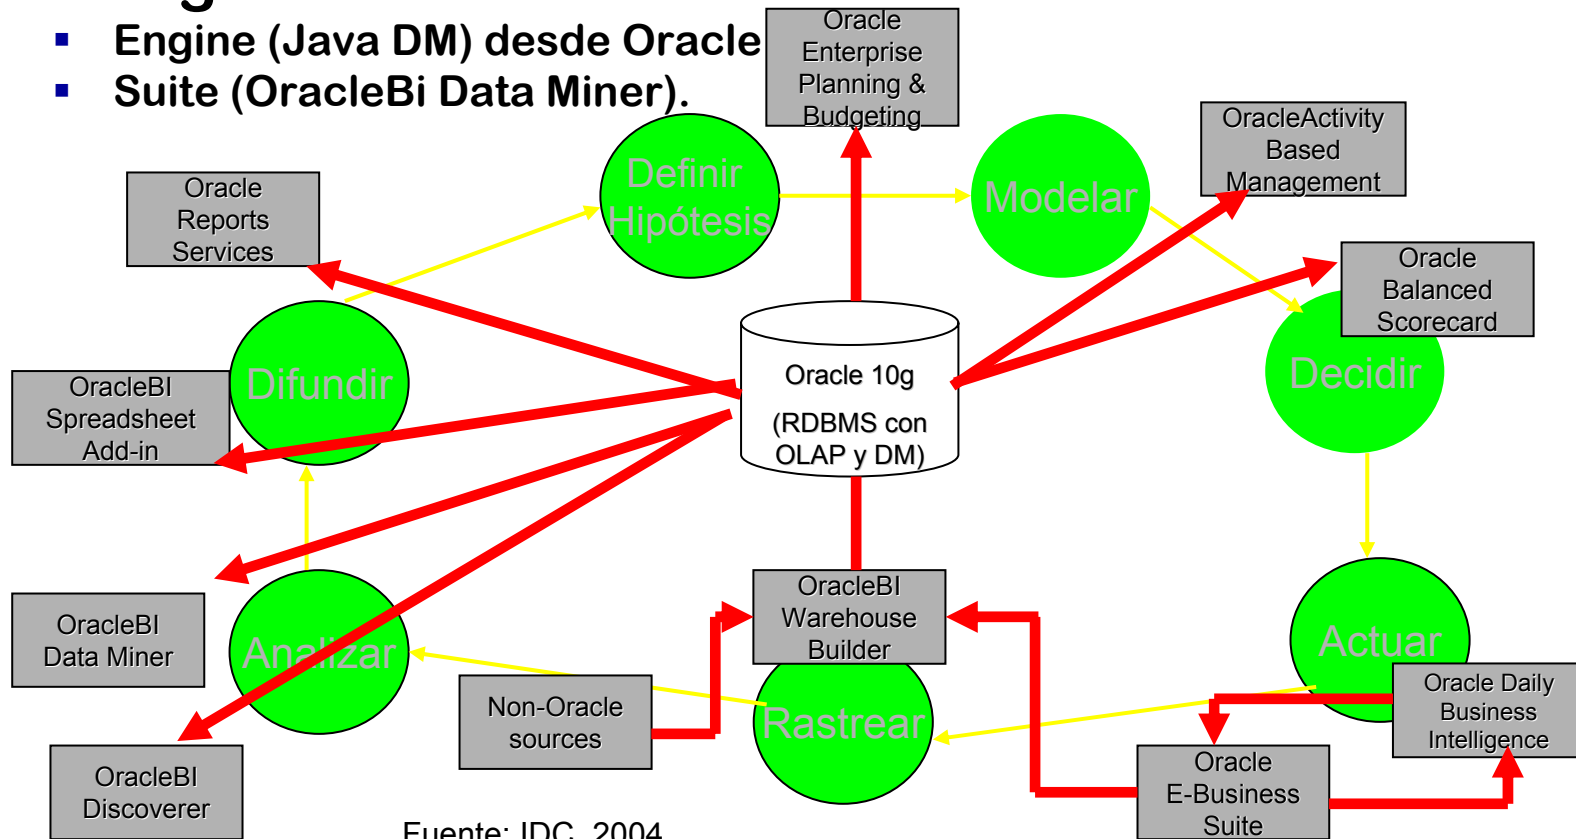 Engine (Java DM) desde Oracle
Suite (OracleBi Data Miner).
Oracle
Enterprise
Planning &
Budgeting
OracleActivity
Based
Management
Oracle
Reports
Services
Definir
Hipótesis
Modelar
Oracle
Balanced
Scorecard
OracleBI
Spreadsheet
Add-in
Difundir
Oracle 10g
(RDBMS con
OLAP y DM)
Decidir
OracleBI
Data Miner
Analizar
OracleBI
Warehouse
Builder
Actuar
Non-Oracle
sources
Rastrear
Oracle Daily
Business
Intelligence
OracleBI
Discoverer
Oracle
E-Business
Suite
Fuente: IDC, 2004